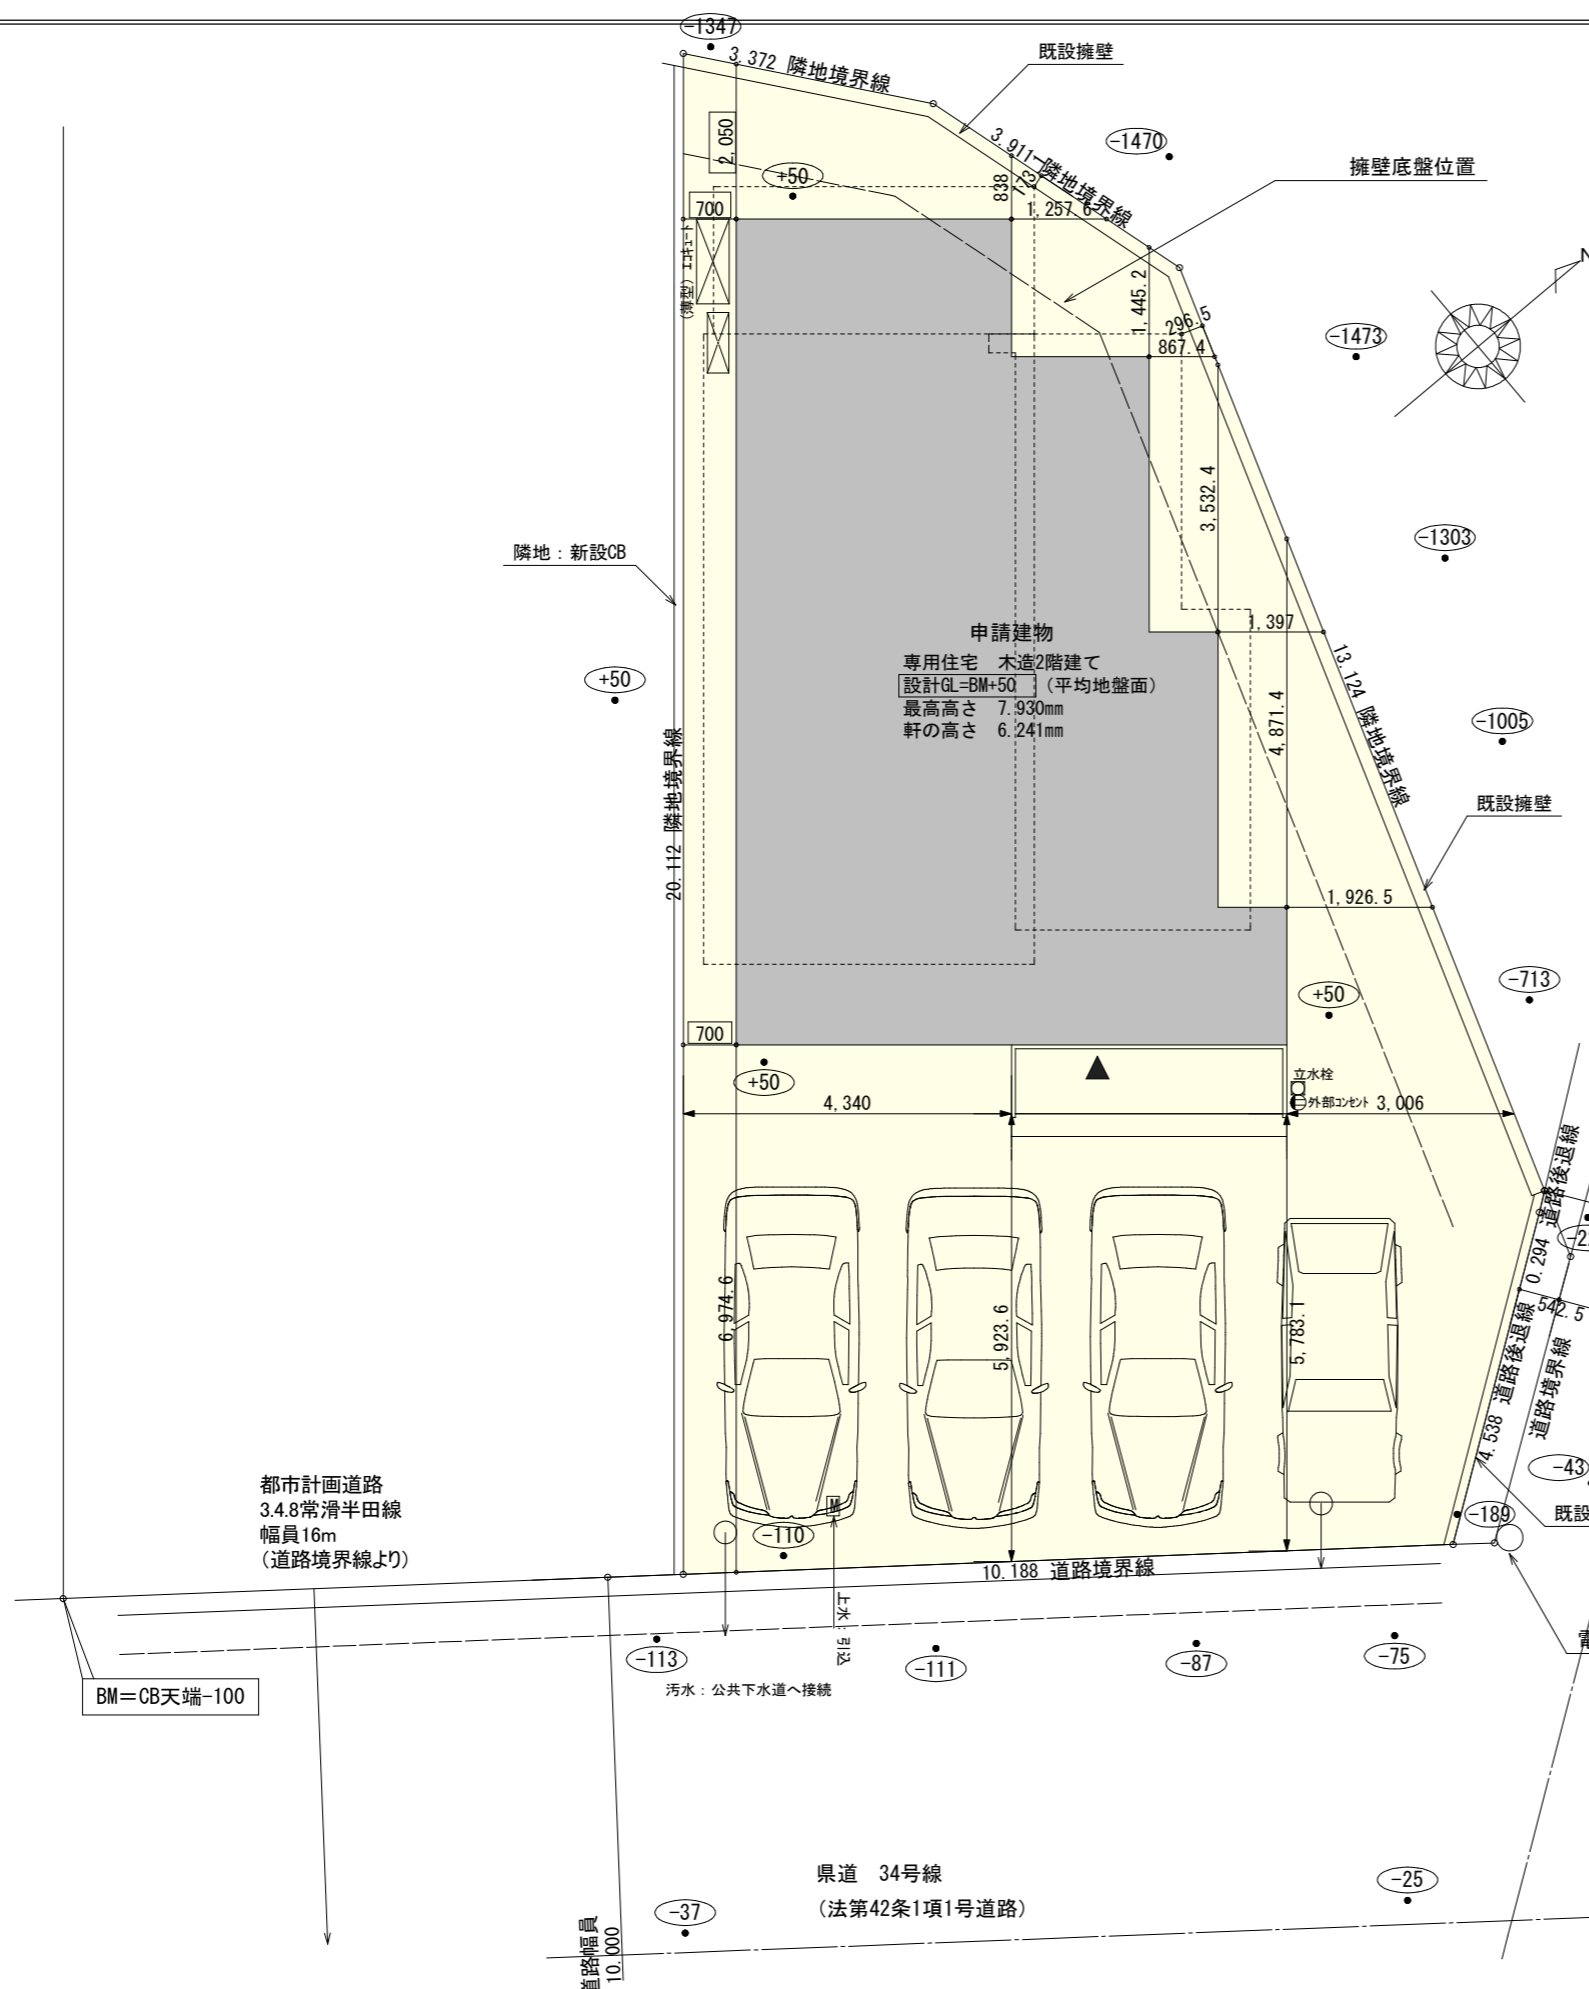 -1347
3.372 隣地境界線
既設擁壁
2,050
+50
3.911 隣地境界線
-1470
擁壁底盤位置
838
173
700
1,257.6
(薄型) エコキュート
N
1,445.2
296.5
867.4
-1473
3,532.4
-1303
隣地：新設CB
申請建物
専用住宅　木造2階建て
設計GL=BM+50 （平均地盤面）
最高高さ　7.930mm
軒の高さ　6.241mm
1,397
+50
13.124 隣地境界線
4,871.4
-1005
20.112 隣地境界線
既設擁壁
1,926.5
-713
+50
700
+50
立水栓
外部コンセント
4,340
3,006
0.294 道路後退線
542.5
6,974.6
5,923.6
5,783.1
4.538 道路後退線
道路境界線
-43
都市計画道路
3.4.8常滑半田線
幅員16m
（道路境界線より）
M
-110
-189
既設
10.188 道路境界線
上水：引込
-113
-111
-87
-75
汚水：公共下水道へ接続
BM＝CB天端-100
県道　34号線
（法第42条1項1号道路）
-37
-25
道路幅員
10.000